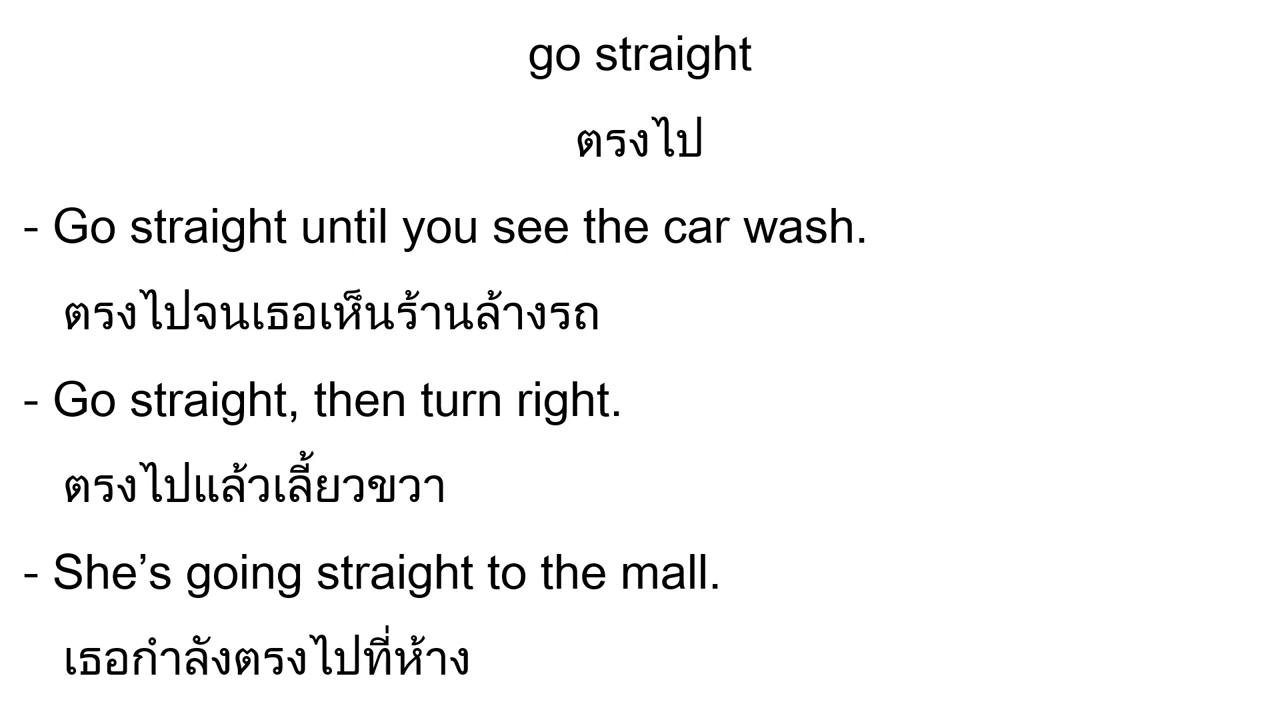 go straight
ตรงไป
- Go straight until you see the car wash.
ตรงไปจนเธอเห็นร้านล้างรถ
- Go straight, then turn right.
ตรงไปแล้วเลี้ยวขวา
- She’s going straight to the mall.
เธอกำลังตรงไปที่ห้าง